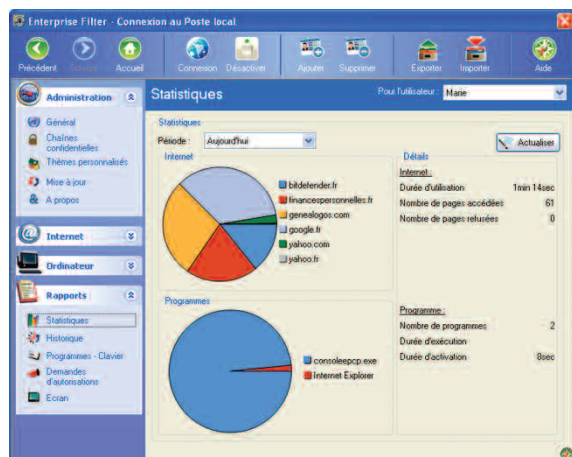 Enterprise Filter - Connexion au Poste local
Précédent
Suivant
Accueil
Connexion
Désactiver
Ajouter
Supprimer
Exporter
Importer
Aide
Administration
Général
Chaînes
confidentielles
Thèmes personnalisés
Mise à jour
A propos
Internet
Ordinateur
Rapports
Statistiques
Historique
Programmes - Clavier
Demandes
d'autorisations
Ecran
Statistiques
Pour l'utilisateur : Marie
Statistiques
Période : Aujourd'hui
Actualiser
Internet
bitdefender.fr
financespersonnelles.fr
genealogos.com
google.fr
yahoo.com
yahoo.fr
Détails
Internet :
Durée d'utilisation 1min 14sec
Nombre de pages accédées 61
Nombre de pages refusées 0
Programmes
consoleepcp.exe
Internet Explorer
Programme :
Nombre de programmes 2
Durée d'exécution
Durée d'activation 8sec